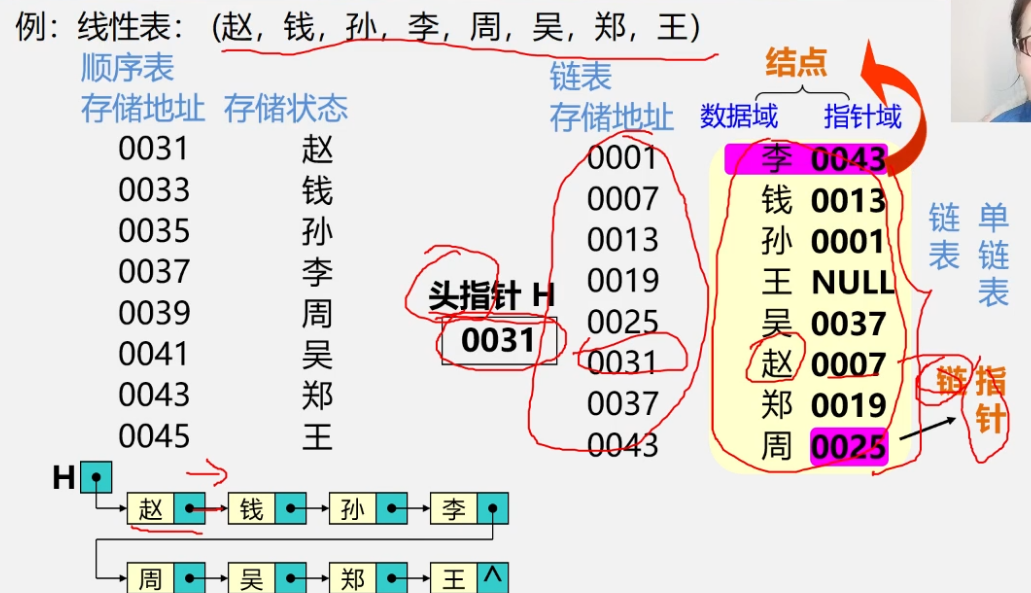 例：线性表：（赵，钱，孙，李，周，吴，郑，王）
顺序表
存储地址 存储状态
0031 赵
0033 钱
0035 孙
0037 李
0039 周
0041 吴
0043 郑
0045 王
链表
存储地址
结点
数据域 指针域
0001 李 0043
0007 钱 0013
0013 孙 0001
0019 王 NULL
0025 吴 0037
0031 赵 0007
0037 郑 0019
0043 周 0025
头指针 H
0031
链表
单链表
链
指针
H
赵 钱 孙 李
周 吴 郑 王 ^